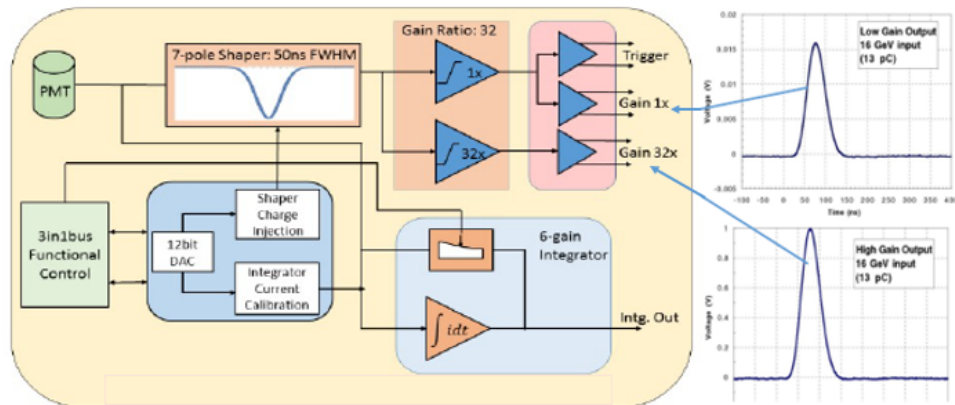 PMT
7-pole Shaper: 50ns FWHM
Gain Ratio: 32
1x
32x
Trigger
Gain 1x
Gain 32x
3in1bus
Functional
Control
12bit
DAC
Shaper
Charge
Injection
Integrator
Current
Calibration
6-gain
Integrator
∫ idt
Intg. Out
Low Gain Output
16 GeV input
(13 pC)
Voltage (V)
0.02
0.015
0.01
0.005
0
-0.005
-100
-50
0
50
100
150
200
250
300
350
400
Time (ns)
High Gain Output
16 GeV input
(13 pC)
Voltage (V)
1
0.8
0.6
0.4
0.2
0